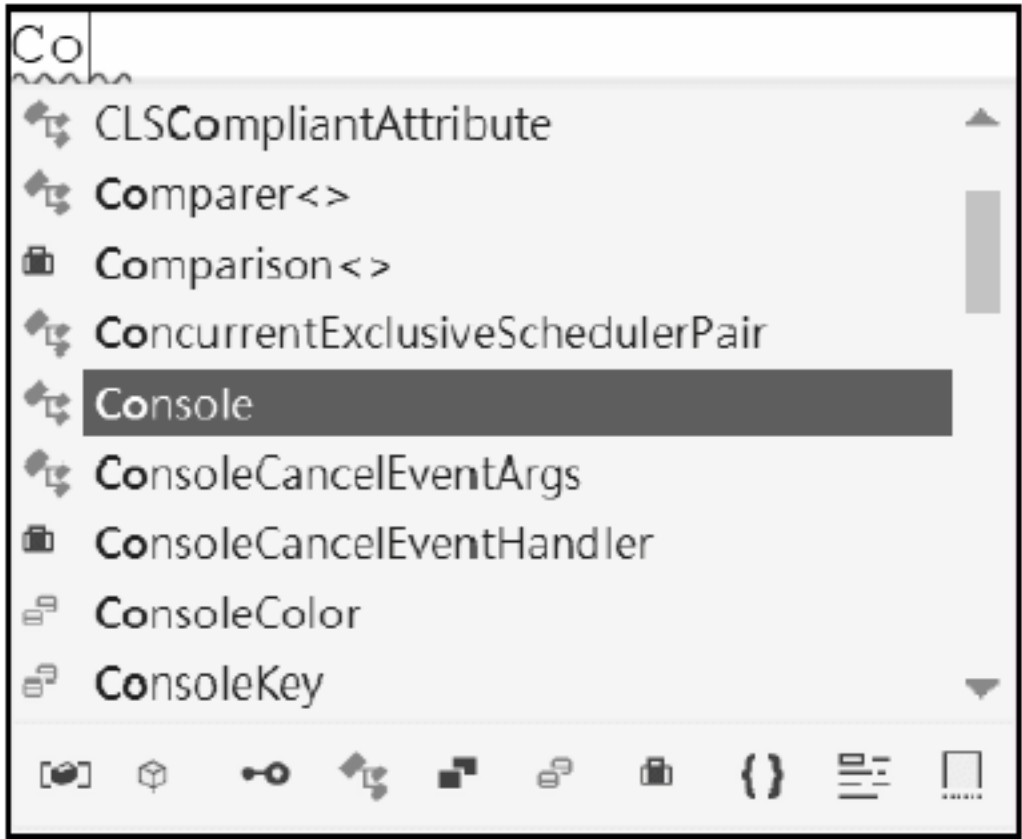 Co
CLSCompliantAttribute
Comparer<>
Comparison<>
ConcurrentExclusiveSchedulerPair
Console
ConsoleCancelEventArgs
ConsoleCancelEventHandler
ConsoleColor
ConsoleKey